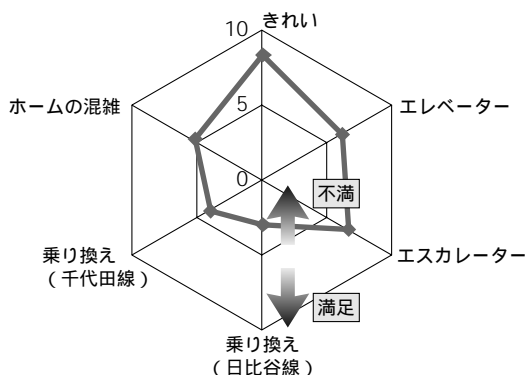 きれい
10
5
0
エレベーター
エスカレーター
乗り換え
（日比谷線）
乗り換え
（千代田線）
ホームの混雑
不満
満足